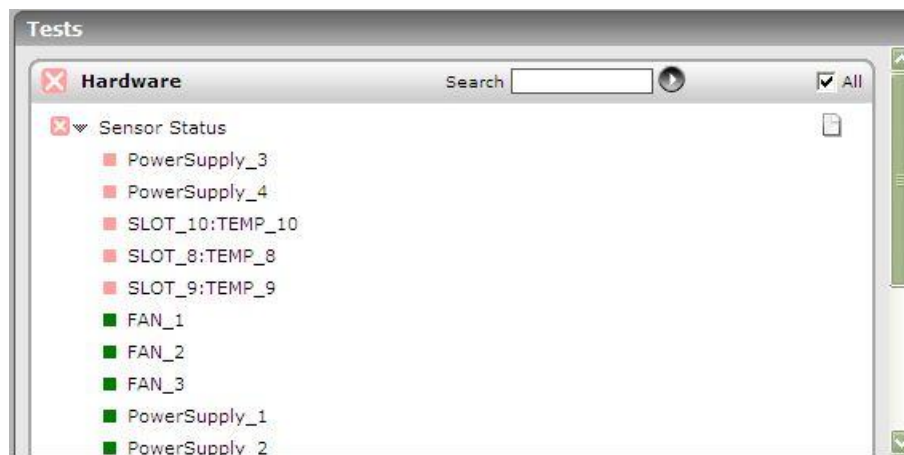 Tests
Hardware Search All
Sensor Status
PowerSupply_3
PowerSupply_4
SLOT_10:TEMP_10
SLOT_8:TEMP_8
SLOT_9:TEMP_9
FAN_1
FAN_2
FAN_3
PowerSupply_1
PowerSupply_2